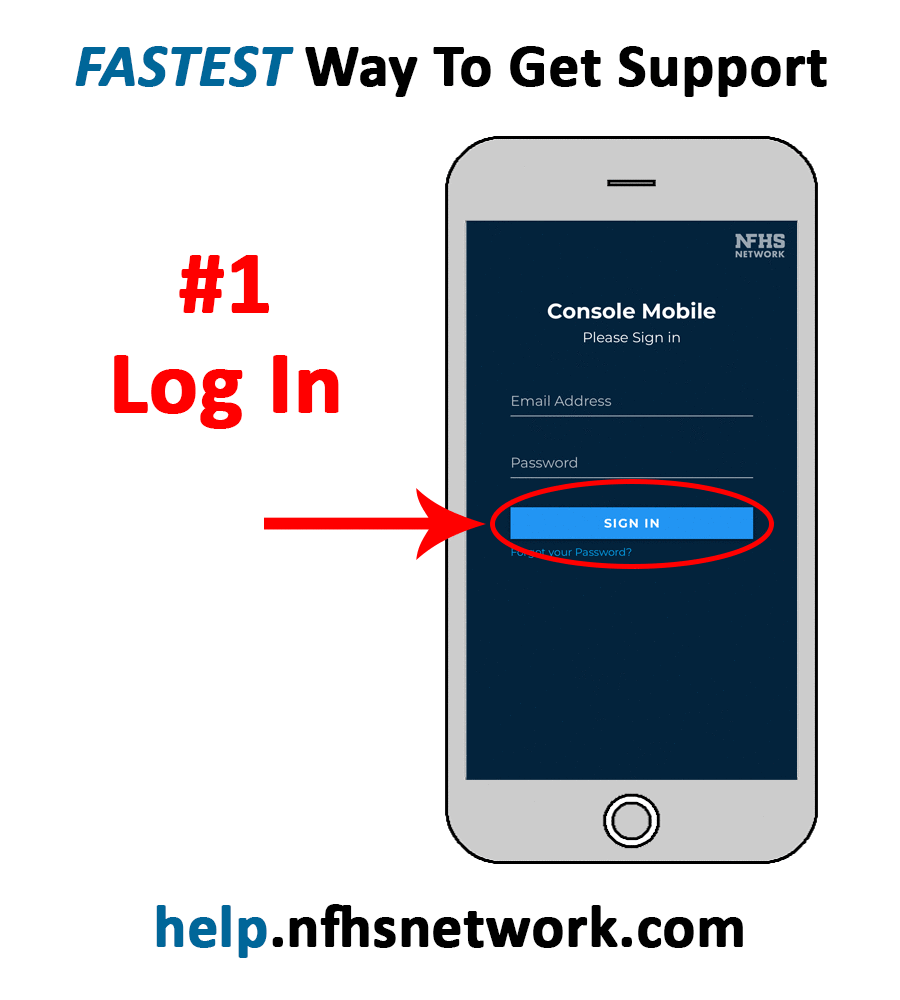 FASTEST Way To Get Support
#1
Log In
NFHS
NETWORK
Console Mobile
Please Sign in
Email Address
Password
SIGN IN
Forgot your Password?
help.nfhsnetwork.com